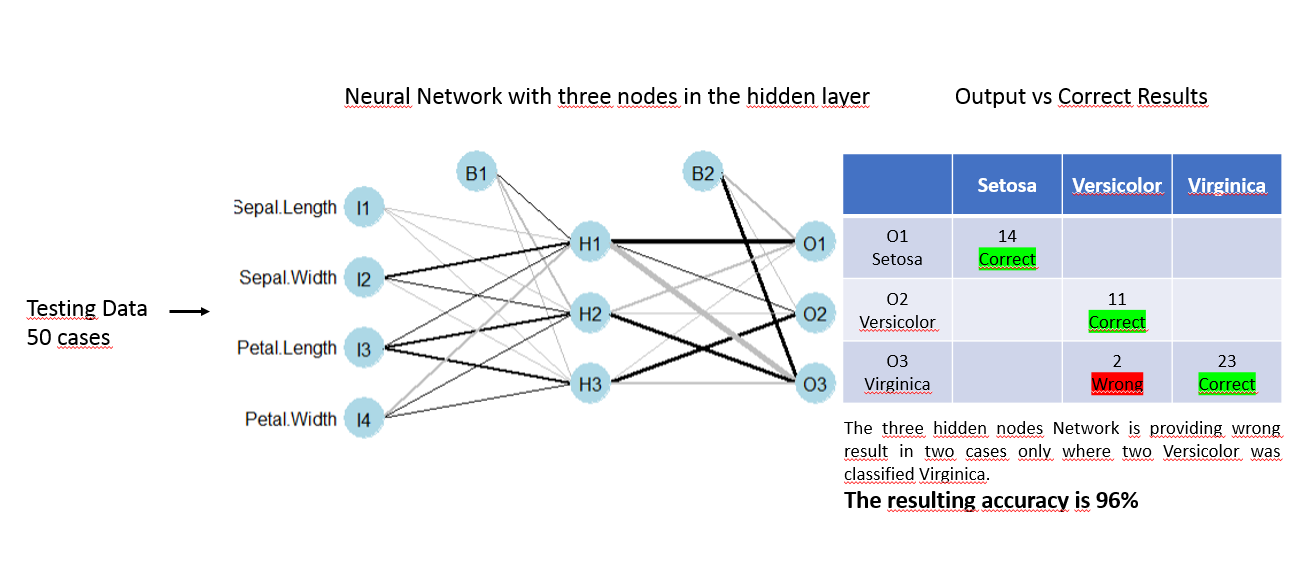 Neural Network with three nodes in the hidden layer
Output vs Correct Results
Testing Data
50 cases
B1
B2
Sepal.Length
I1
Sepal.Width
I2
Petal.Length
I3
Petal.Width
I4
H1
H2
H3
O1
O2
O3
Setosa
Versicolor
Virginica
O1
Setosa
14
Correct
O2
Versicolor
11
Correct
O3
Virginica
2
Wrong
23
Correct
The three hidden nodes Network is providing wrong
result in two cases only where two Versicolor was
classified Virginica.
The resulting accuracy is 96%